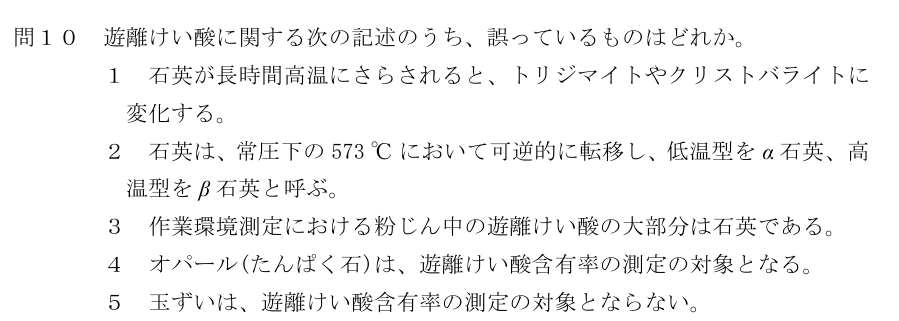 問１０　遊離けい酸に関する次の記述のうち、誤っているものはどれか。
１　石英が長時間高温にさらされると、トリジマイトやクリストバライトに
変化する。
２　石英は、常圧下の 573 ℃ において可逆的に転移し、低温型を α 石英、高
温型を β 石英と呼ぶ。
３　作業環境測定における粉じん中の遊離けい酸の大部分は石英である。
４　オパール(たんぱく石)は、遊離けい酸含有率の測定の対象となる。
５　玉ずいは、遊離けい酸含有率の測定の対象とならない。